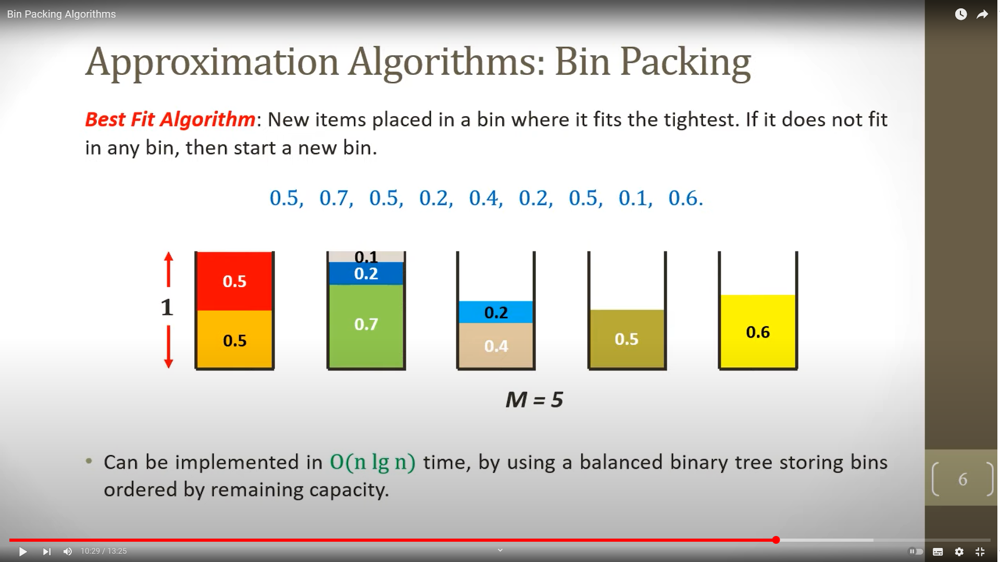 Bin Packing Algorithms
Approximation Algorithms: Bin Packing
Best Fit Algorithm: New items placed in a bin where it fits the tightest. If it does not fit
in any bin, then start a new bin.
0.5, 0.7, 0.5, 0.2, 0.4, 0.2, 0.5, 0.1, 0.6.
1
0.5
0.5
0.1
0.2
0.7
0.2
0.4
0.5
0.6
M = 5
• Can be implemented in O(n lg n) time, by using a balanced binary tree storing bins
ordered by remaining capacity.
6
10:29 / 13:25